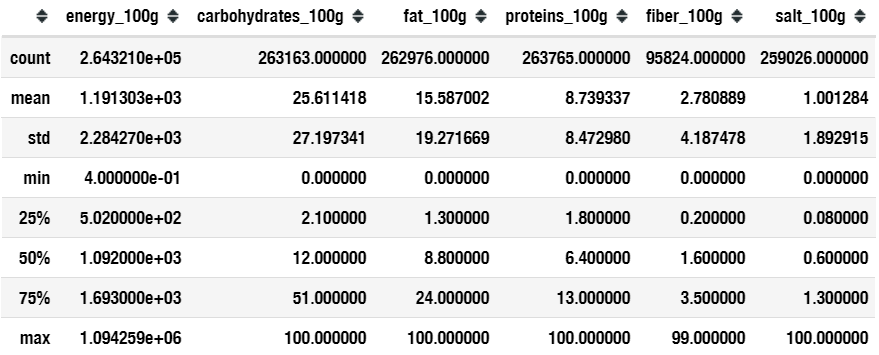 energy_100g carbohydrates_100g fat_100g proteins_100g fiber_100g salt_100g
count 2.643210e+05 263163.000000 262976.000000 263765.000000 95824.000000 259026.000000
mean 1.191303e+03 25.611418 15.587002 8.739337 2.780889 1.001284
std 2.284270e+03 27.197341 19.271669 8.472980 4.187478 1.892915
min 4.000000e-01 0.000000 0.000000 0.000000 0.000000 0.000000
25% 5.020000e+02 2.100000 1.300000 1.800000 0.200000 0.080000
50% 1.092000e+03 12.000000 8.800000 6.400000 1.600000 0.600000
75% 1.693000e+03 51.000000 24.000000 13.000000 3.500000 1.300000
max 1.094259e+06 100.000000 100.000000 100.000000 99.000000 100.000000